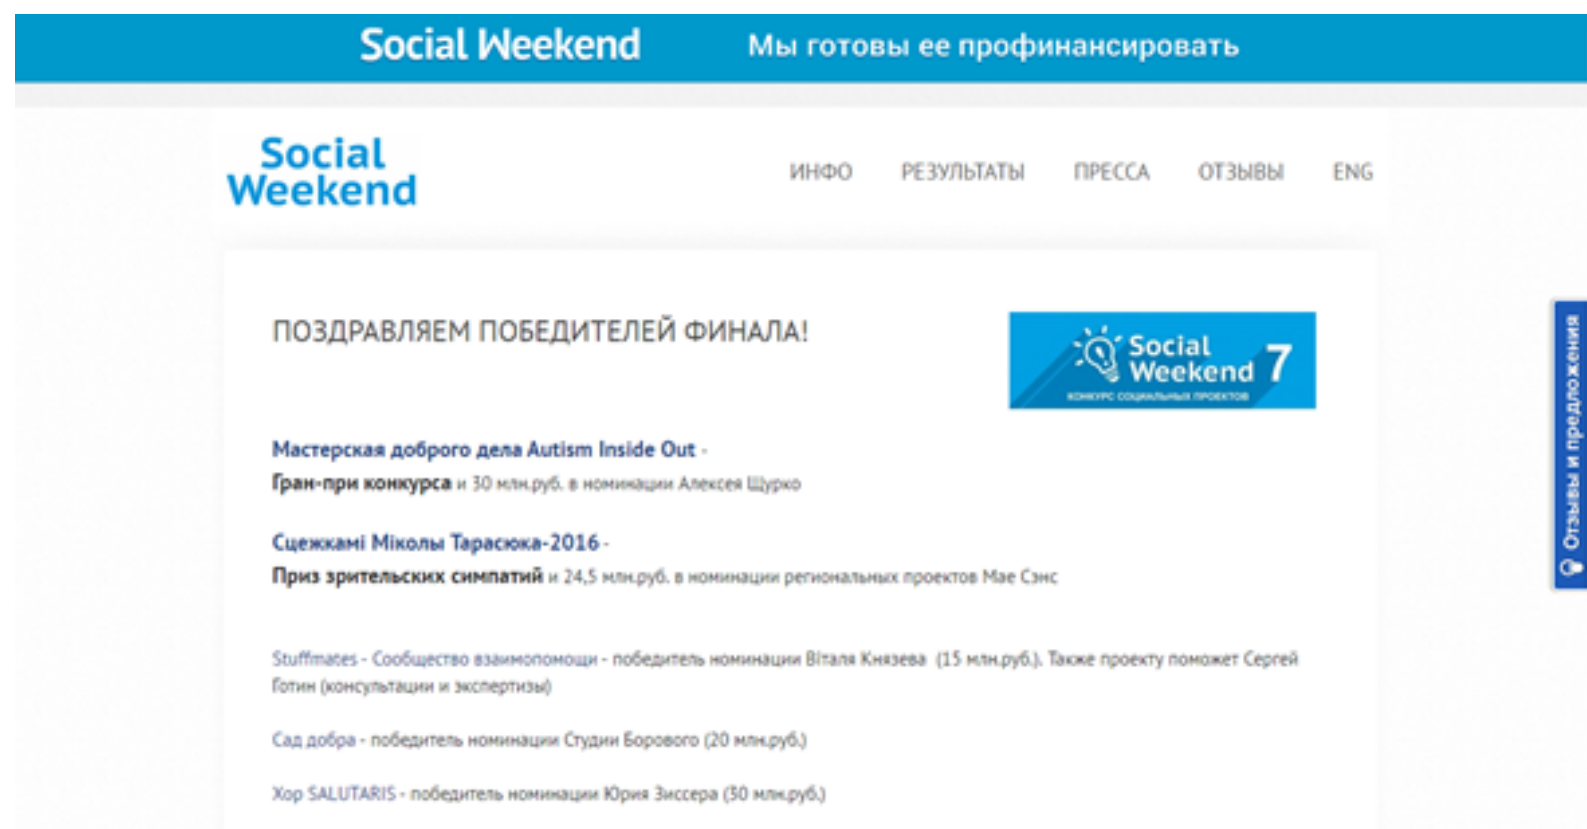 Social Weekend
Мы готовы ее профинансировать
Social
Weekend
ИНФО РЕЗУЛЬТАТЫ ПРЕССА ОТЗЫВЫ ENG
ПОЗДРАВЛЯЕМ ПОБЕДИТЕЛЕЙ ФИНАЛА!
Social
Weekend 7
КОНКУРС СОЦИАЛЬНЫХ ПРОЕКТОВ
Мастерская доброго дела Autism Inside Out -
Гран-при конкурса и 30 млн.руб. в номинации Алексея Щурко
Сцежкамі Міколы Тарасюка-2016 -
Приз зрительских симпатий и 24,5 млн.руб. в номинации региональных проектов Мае Сэнс
Stuffmates - Сообщество взаимопомощи - победитель номинации Віталя Князева (15 млн.руб.). Также проекту поможет Сергей
Готин (консультации и экспертизы)
Сад добра - победитель номинации Студии Борового (20 млн.руб.)
Хор SALUTARIS - победитель номинации Юрия Зиссера (30 млн.руб.)
Отзывы и предложения